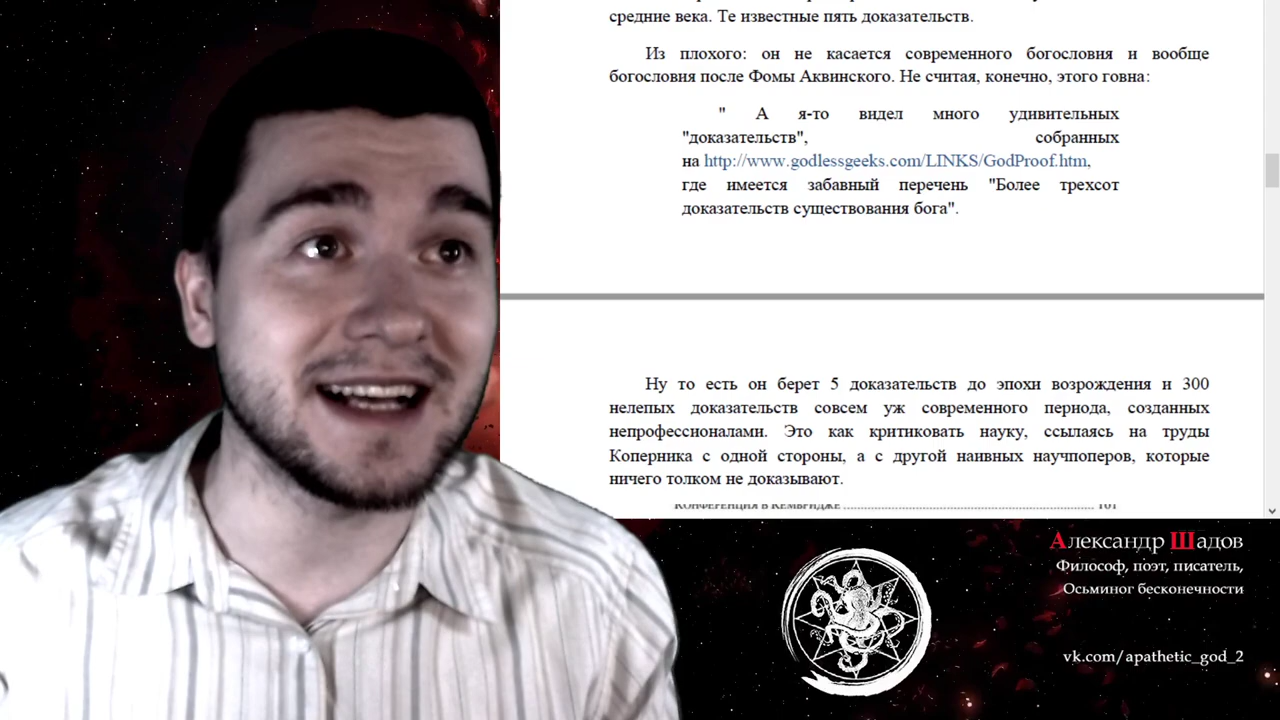 средние века. Те известные пять доказательств.
Из плохого: он не касается современного богословия и вообще
богословия после Фомы Аквинского. Не считая, конечно, этого говна:
" А я-то видел много удивительных
"доказательств", собранных
на http://www.godlessgeeks.com/LINKS/GodProof.htm,
где имеется забавный перечень "Более трехсот
доказательств существования бога".
Ну то есть он берет 5 доказательств до эпохи возрождения и 300
нелепых доказательств совсем уж современного периода, созданных
непрофессионалами. Это как критиковать науку, ссылаясь на труды
Коперника с одной стороны, а с другой наивных научпоперов, которые
ничего толком не доказывают.
КОНФЕРЕНЦИЯ В КЕМБРИДЖЕ 161
Александр Шадов
Философ, поэт, писатель,
Осьминог бесконечности
vk.com/apathetic_god_2